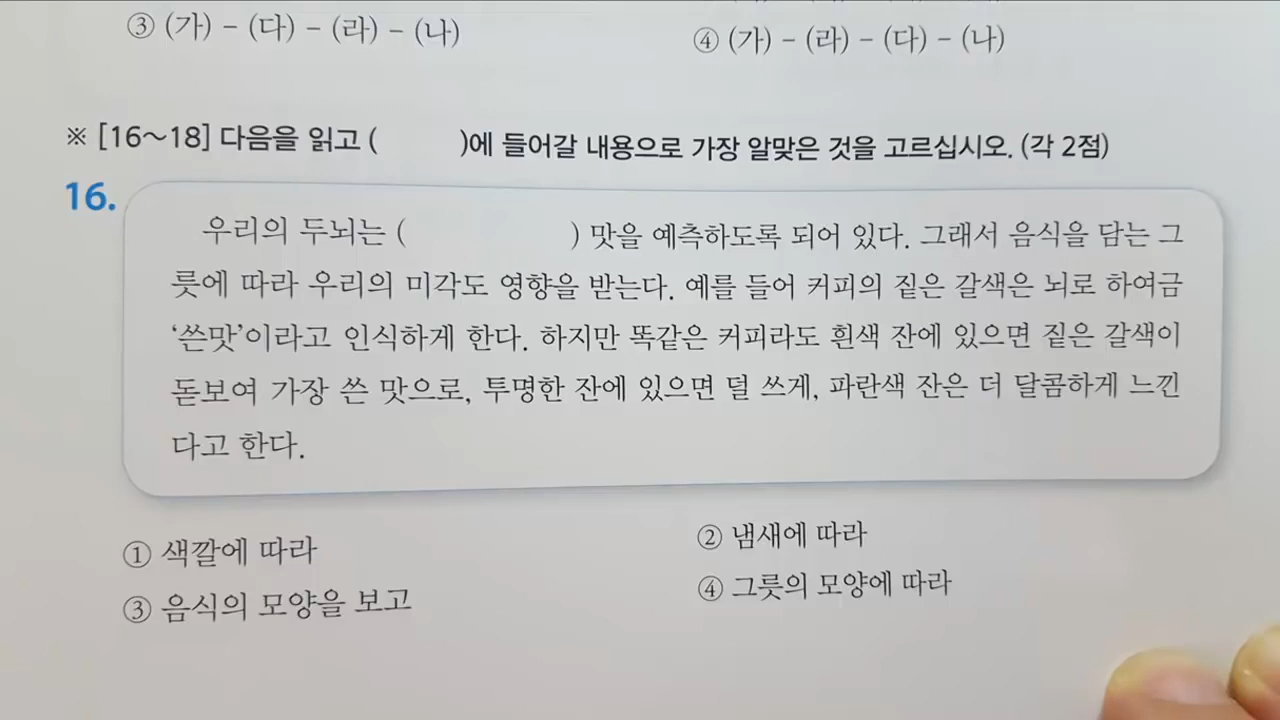 ③ (가) - (다) - (라) - (나)
④ (가) - (라) - (다) - (나)
※ [16~18] 다음을 읽고 (        )에 들어갈 내용으로 가장 알맞은 것을 고르십시오. (각 2점)
16.
우리의 두뇌는 (            ) 맛을 예측하도록 되어 있다. 그래서 음식을 담는 그
릇에 따라 우리의 미각도 영향을 받는다. 예를 들어 커피의 짙은 갈색은 뇌로 하여금
‘쓴맛’이라고 인식하게 한다. 하지만 똑같은 커피라도 흰색 잔에 있으면 짙은 갈색이
돋보여 가장 쓴 맛으로, 투명한 잔에 있으면 덜 쓰게, 파란색 잔은 더 달콤하게 느낀
다고 한다.
① 색깔에 따라
② 냄새에 따라
③ 음식의 모양을 보고
④ 그릇의 모양에 따라